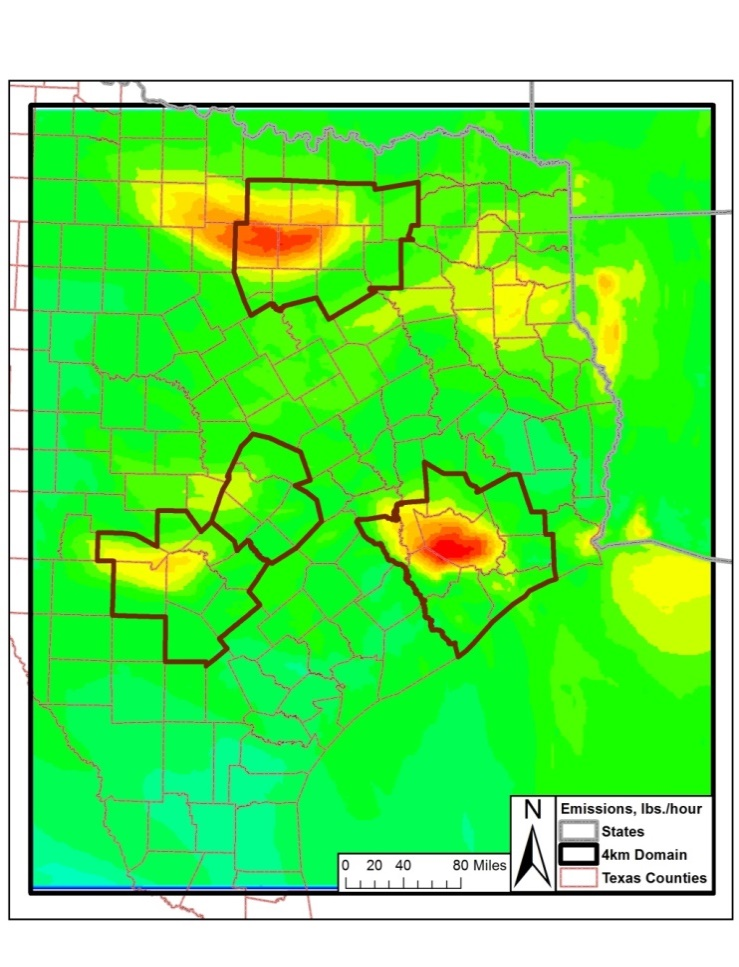 N
Emissions, lbs./hour
States
4km Domain
Texas Counties
0 20 40 80 Miles